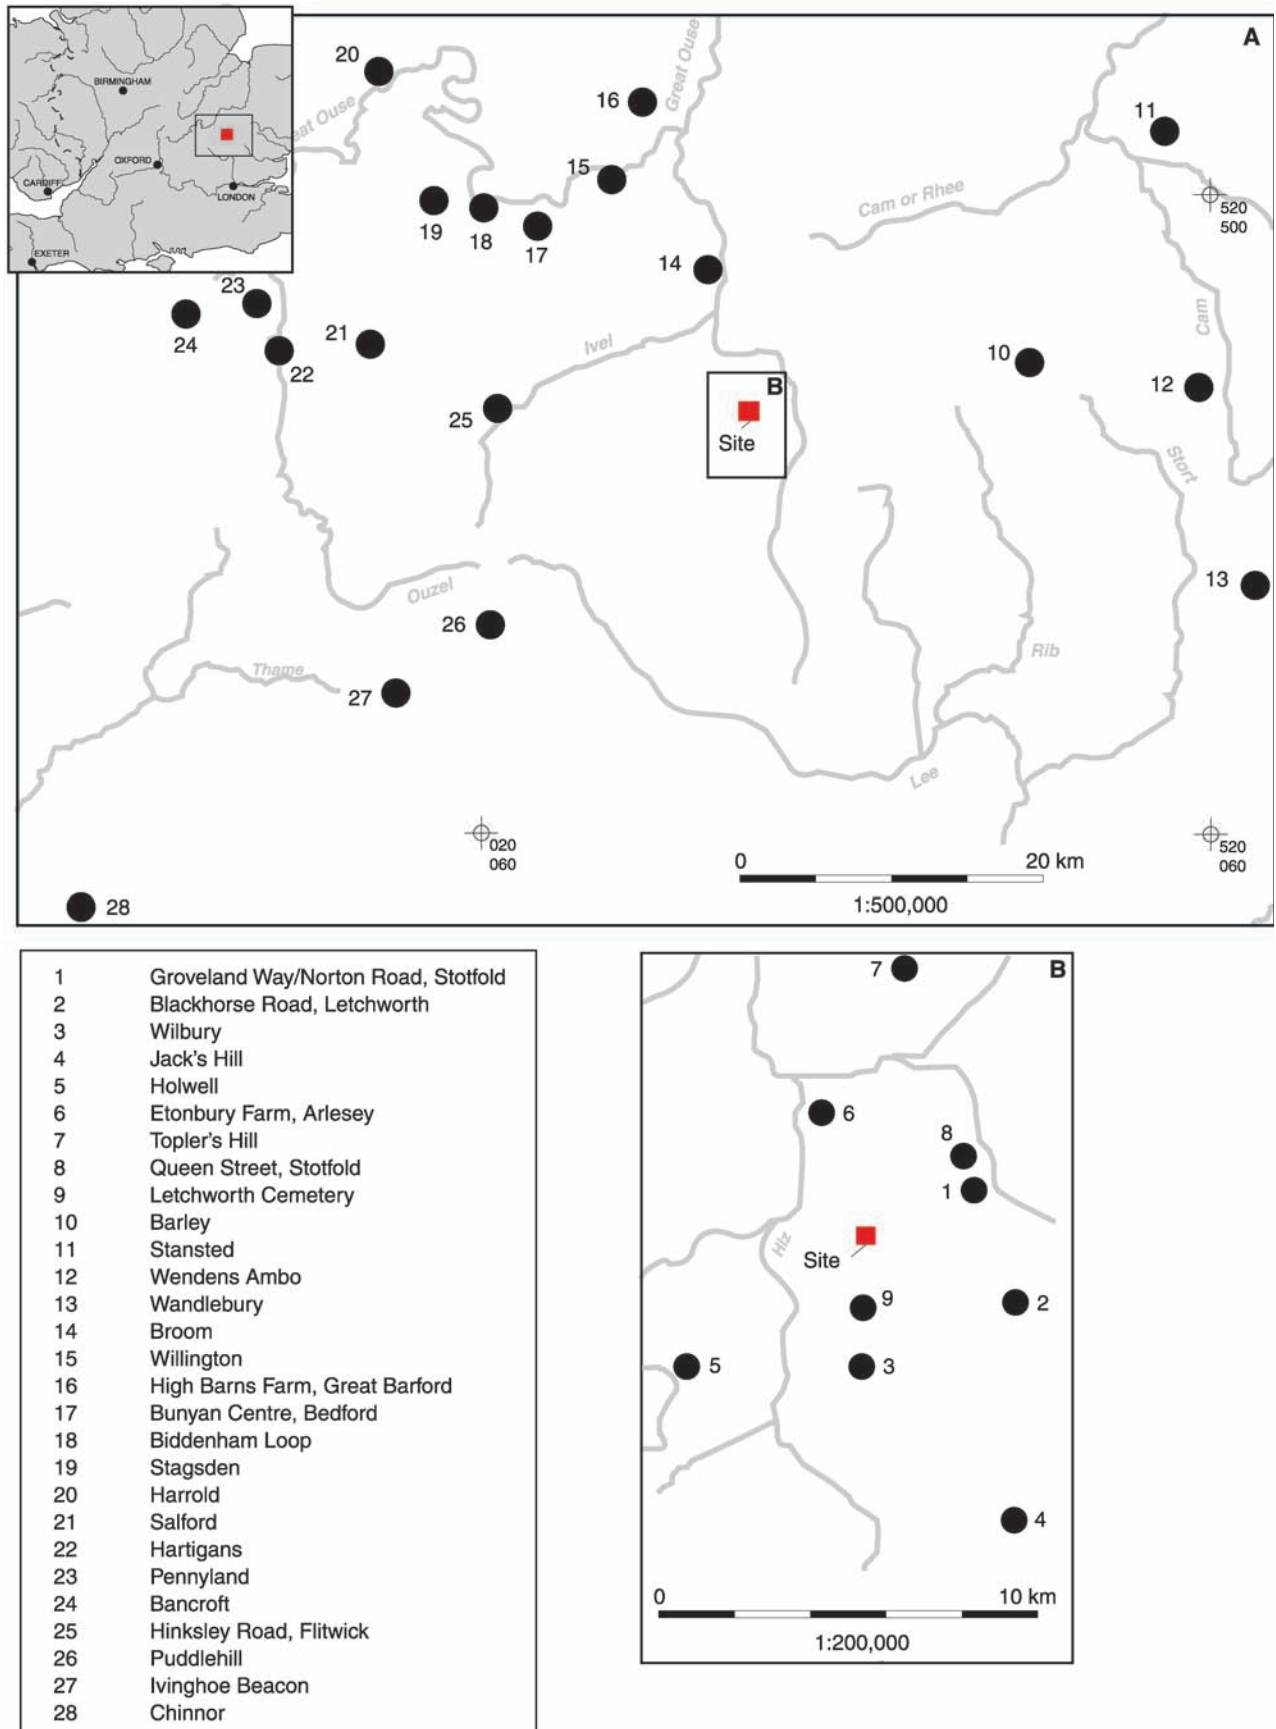 BIRMINGHAM
OXFORD
CARDIFF
LONDON
EXETER
A
20
eat Ouse
Great Ouse
16
15
11
19
18
17
14
Cam or Rhee
520
500
23
24
22
21
Ivel
25
B
Site
10
12
Cam
Stort
13
Ouzel
26
Thame
27
Rib
Lee
020
060
520
060
0 20 km
1:500,000
28
1 Groveland Way/Norton Road, Stotfold
2 Blackhorse Road, Letchworth
3 Wilbury
4 Jack's Hill
5 Holwell
6 Etonbury Farm, Arlesey
7 Topler's Hill
8 Queen Street, Stotfold
9 Letchworth Cemetery
10 Barley
11 Stansted
12 Wendens Ambo
13 Wandlebury
14 Broom
15 Willington
16 High Barns Farm, Great Barford
17 Bunyan Centre, Bedford
18 Biddenham Loop
19 Stagsden
20 Harrold
21 Salford
22 Hartigans
23 Pennyland
24 Bancroft
25 Hinksley Road, Flitwick
26 Puddlehill
27 Ivinghoe Beacon
28 Chinnor
B
7
6
8
1
Hiz
Site
9
2
5
3
4
0 10 km
1:200,000